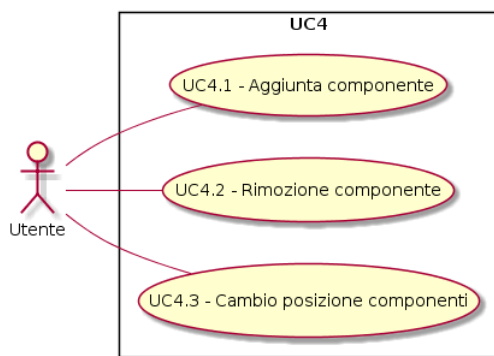 UC4
UC4.1 - Aggiunta componente
UC4.2 - Rimozione componente
Utente
UC4.3 - Cambio posizione componenti